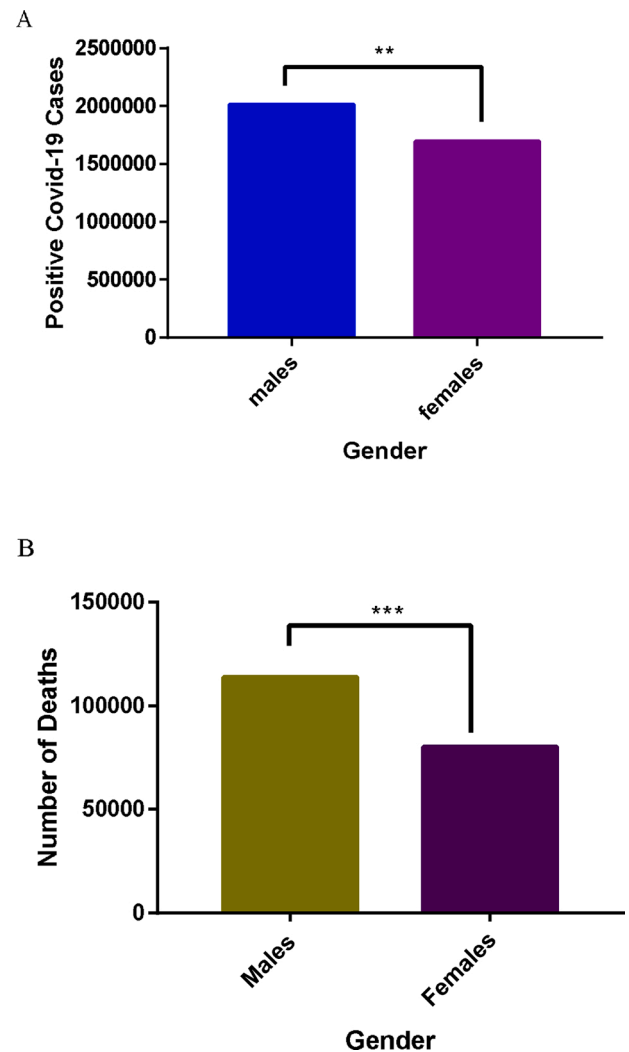 A
**
2500000
2000000
1500000
1000000
500000
0
Positive Covid-19 Cases
males
females
Gender
B
***
150000
100000
50000
0
Number of Deaths
Males
Females
Gender